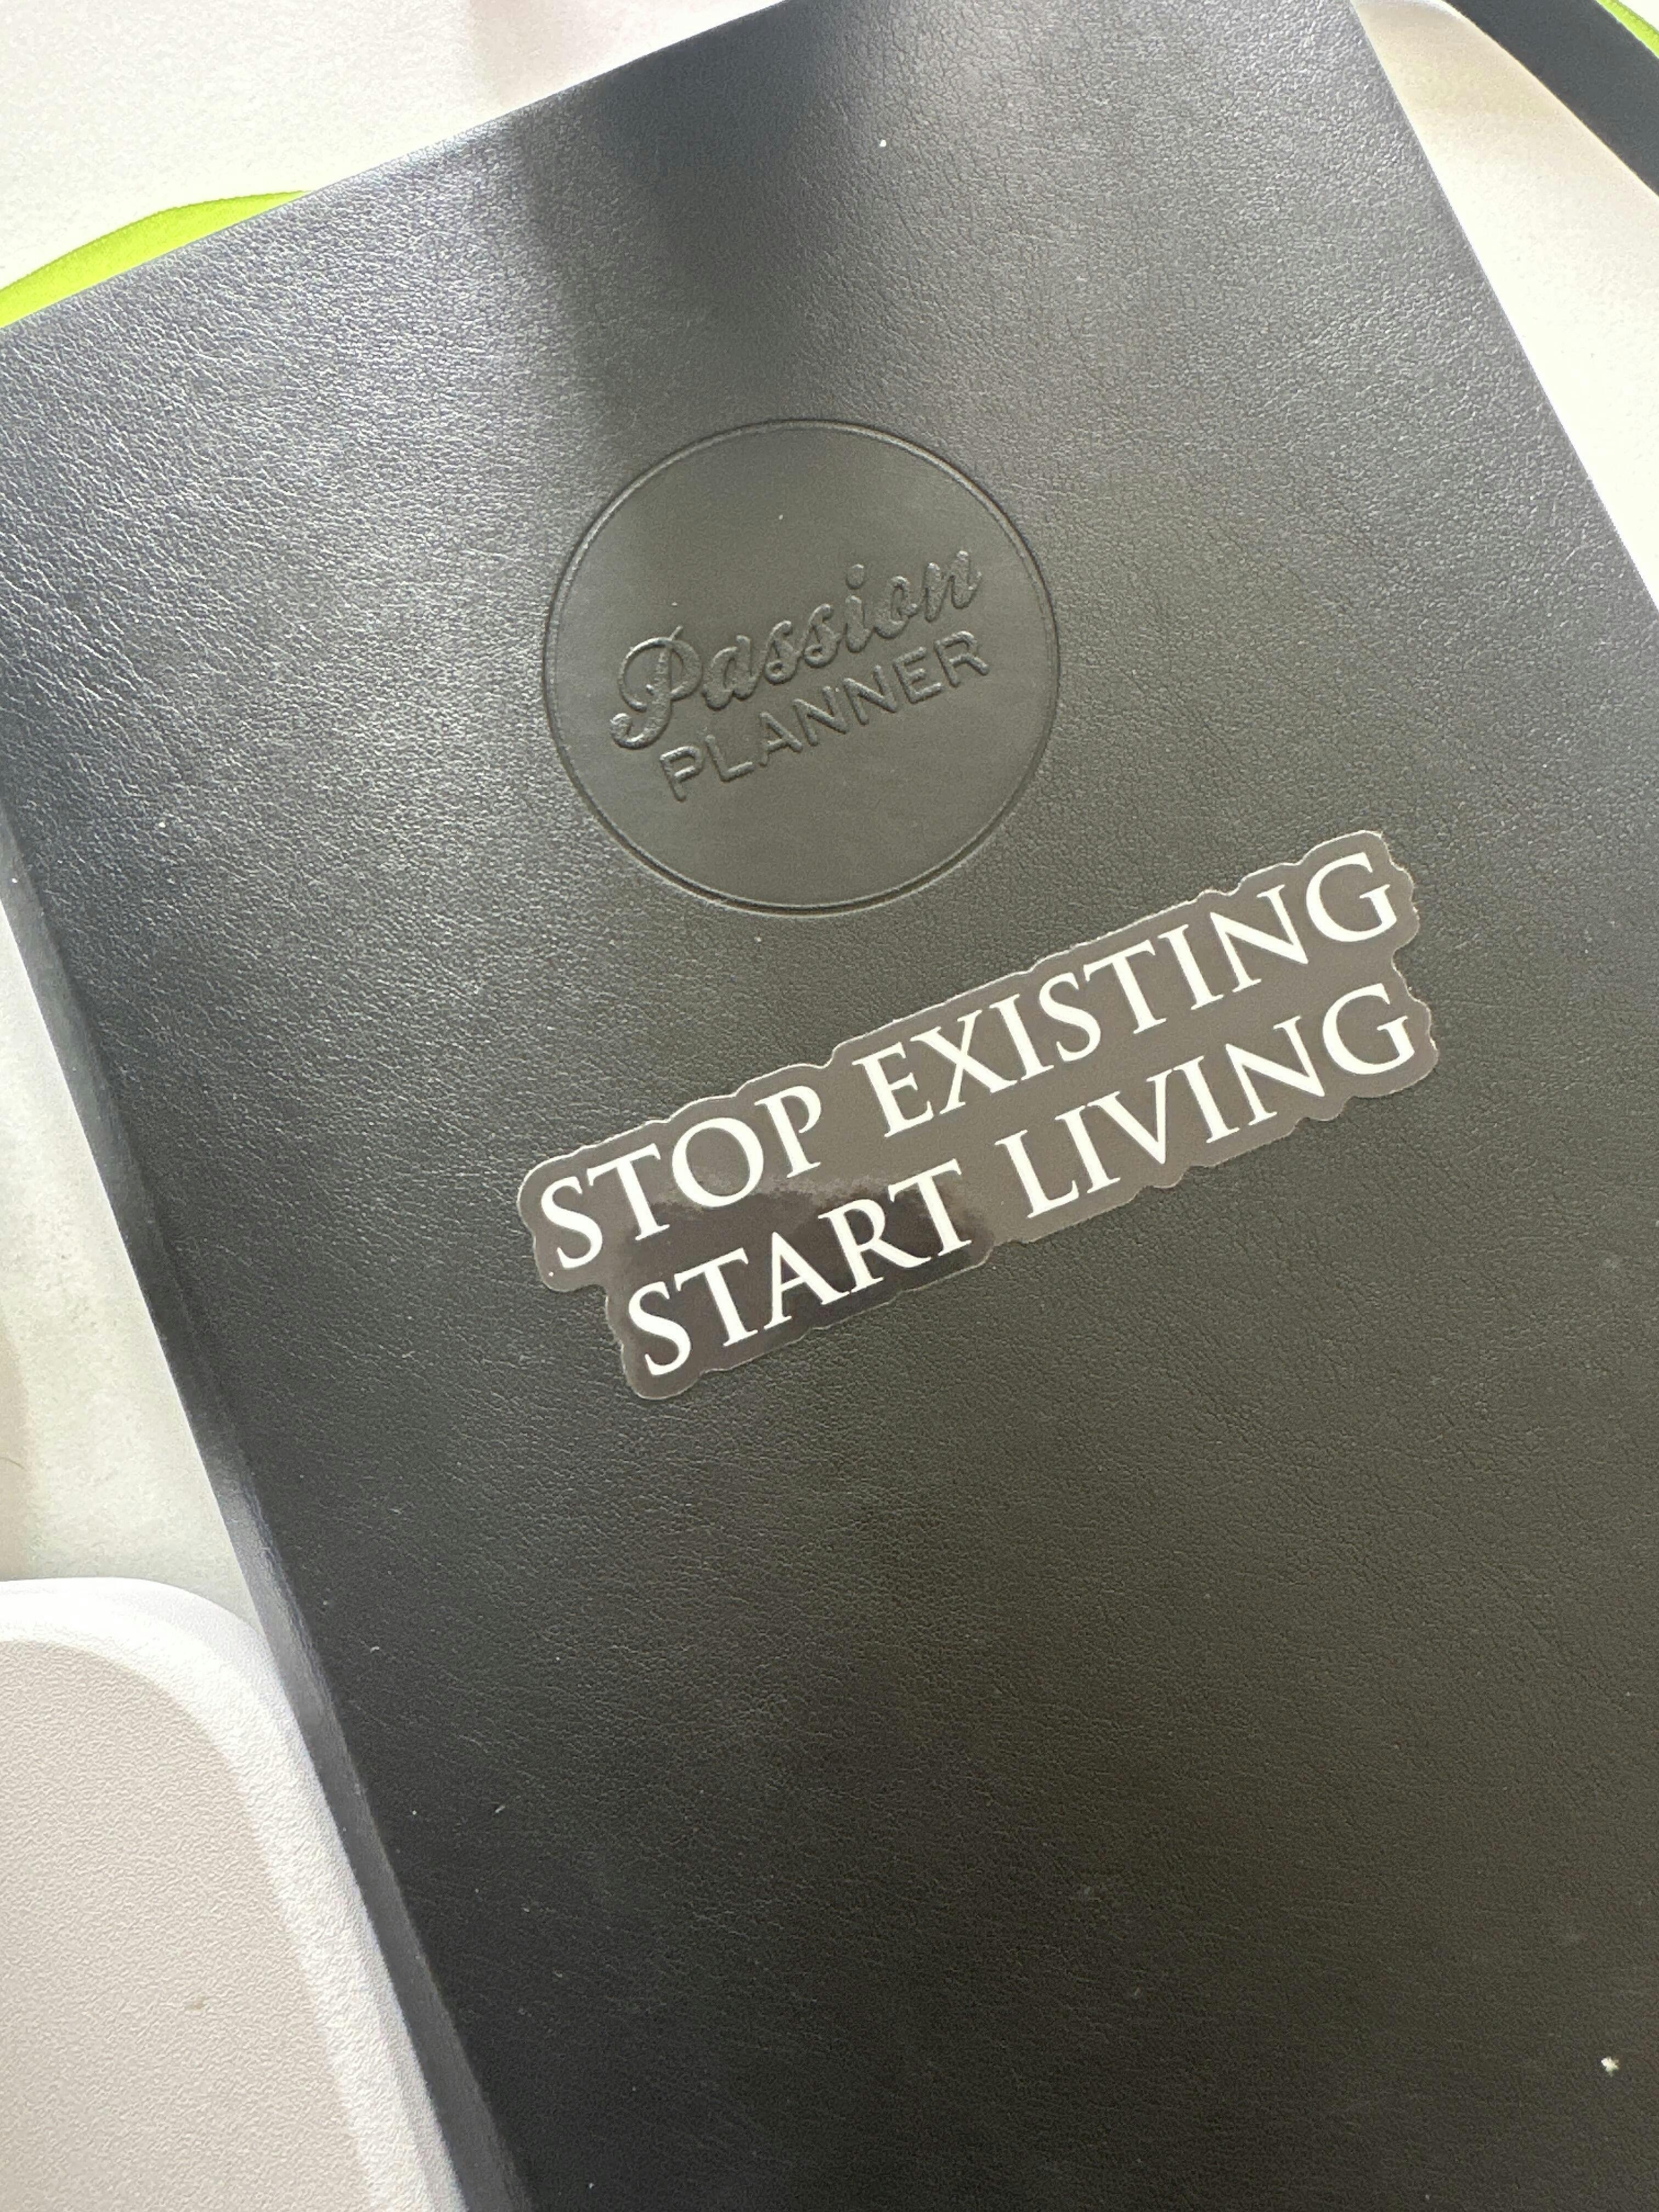 Passion
PLANNER
STOP EXISTING
START LIVING